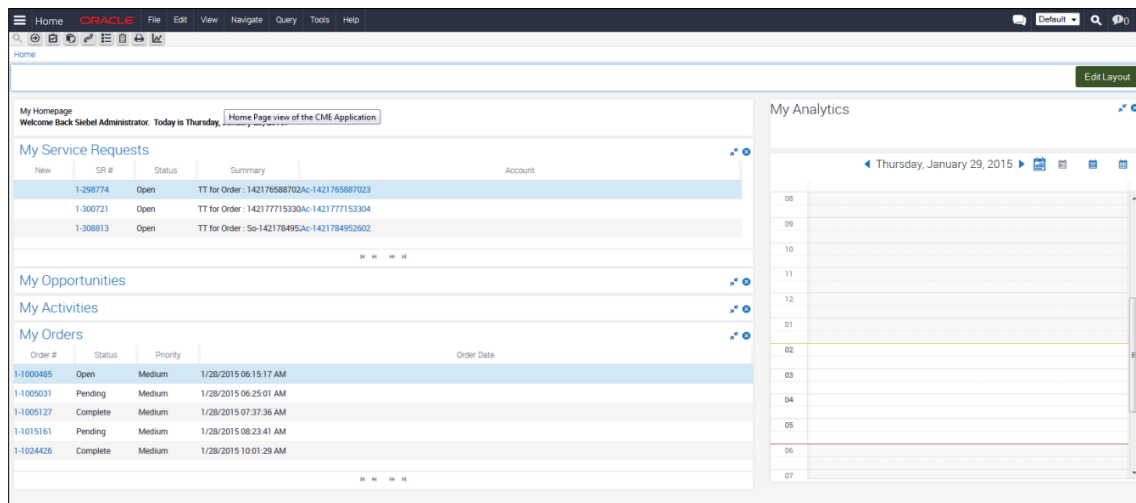 Home ORACLE File Edit View Navigate Query Tools Help Default 0
Home:
Edit Layout
My Homepage
Welcome Back Siebel Administrator. Today is Thursday,
Home Page view of the CME Application
My Service Requests
New SR # Status Summary Account
1-298774 Open TT for Order : 142176588702 Ac-1421765887023
1-300721 Open TT for Order : 142177715330 Ac-1421777153304
1-308813 Open TT for Order : So-142178495 Ac-1421784952602
My Opportunities
My Activities
My Orders
Order # Status Priority Order Date
1-1000485 Open Medium 1/28/2015 06:15:17 AM
1-1005031 Pending Medium 1/28/2015 06:25:01 AM
1-1005127 Complete Medium 1/28/2015 07:37:36 AM
1-1015161 Pending Medium 1/28/2015 08:23:41 AM
1-1024426 Complete Medium 1/28/2015 10:01:29 AM
My Analytics
Thursday, January 29, 2015
08
09
10
11
12
01
02
03
04
05
06
07